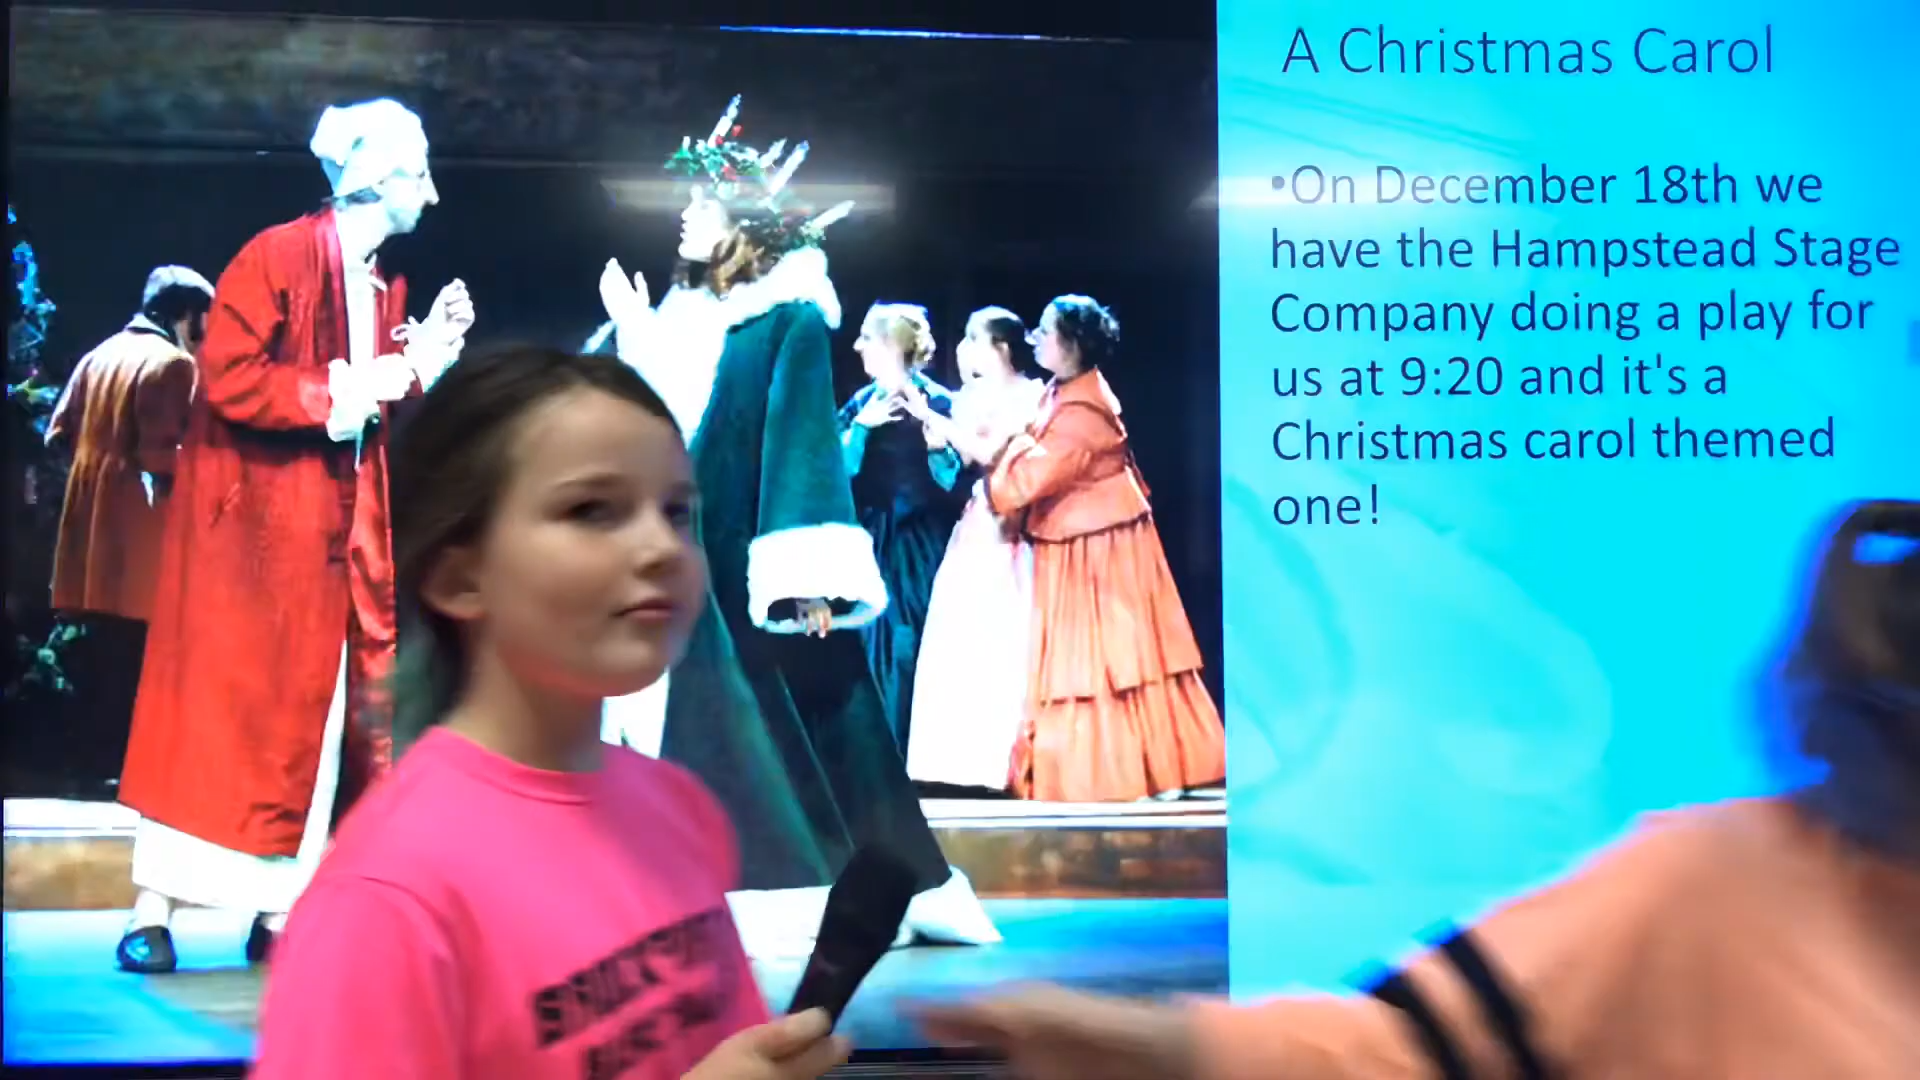 A Christmas Carol
•On December 18th we
have the Hampstead Stage
Company doing a play for
us at 9:20 and it's a
Christmas carol themed
one!